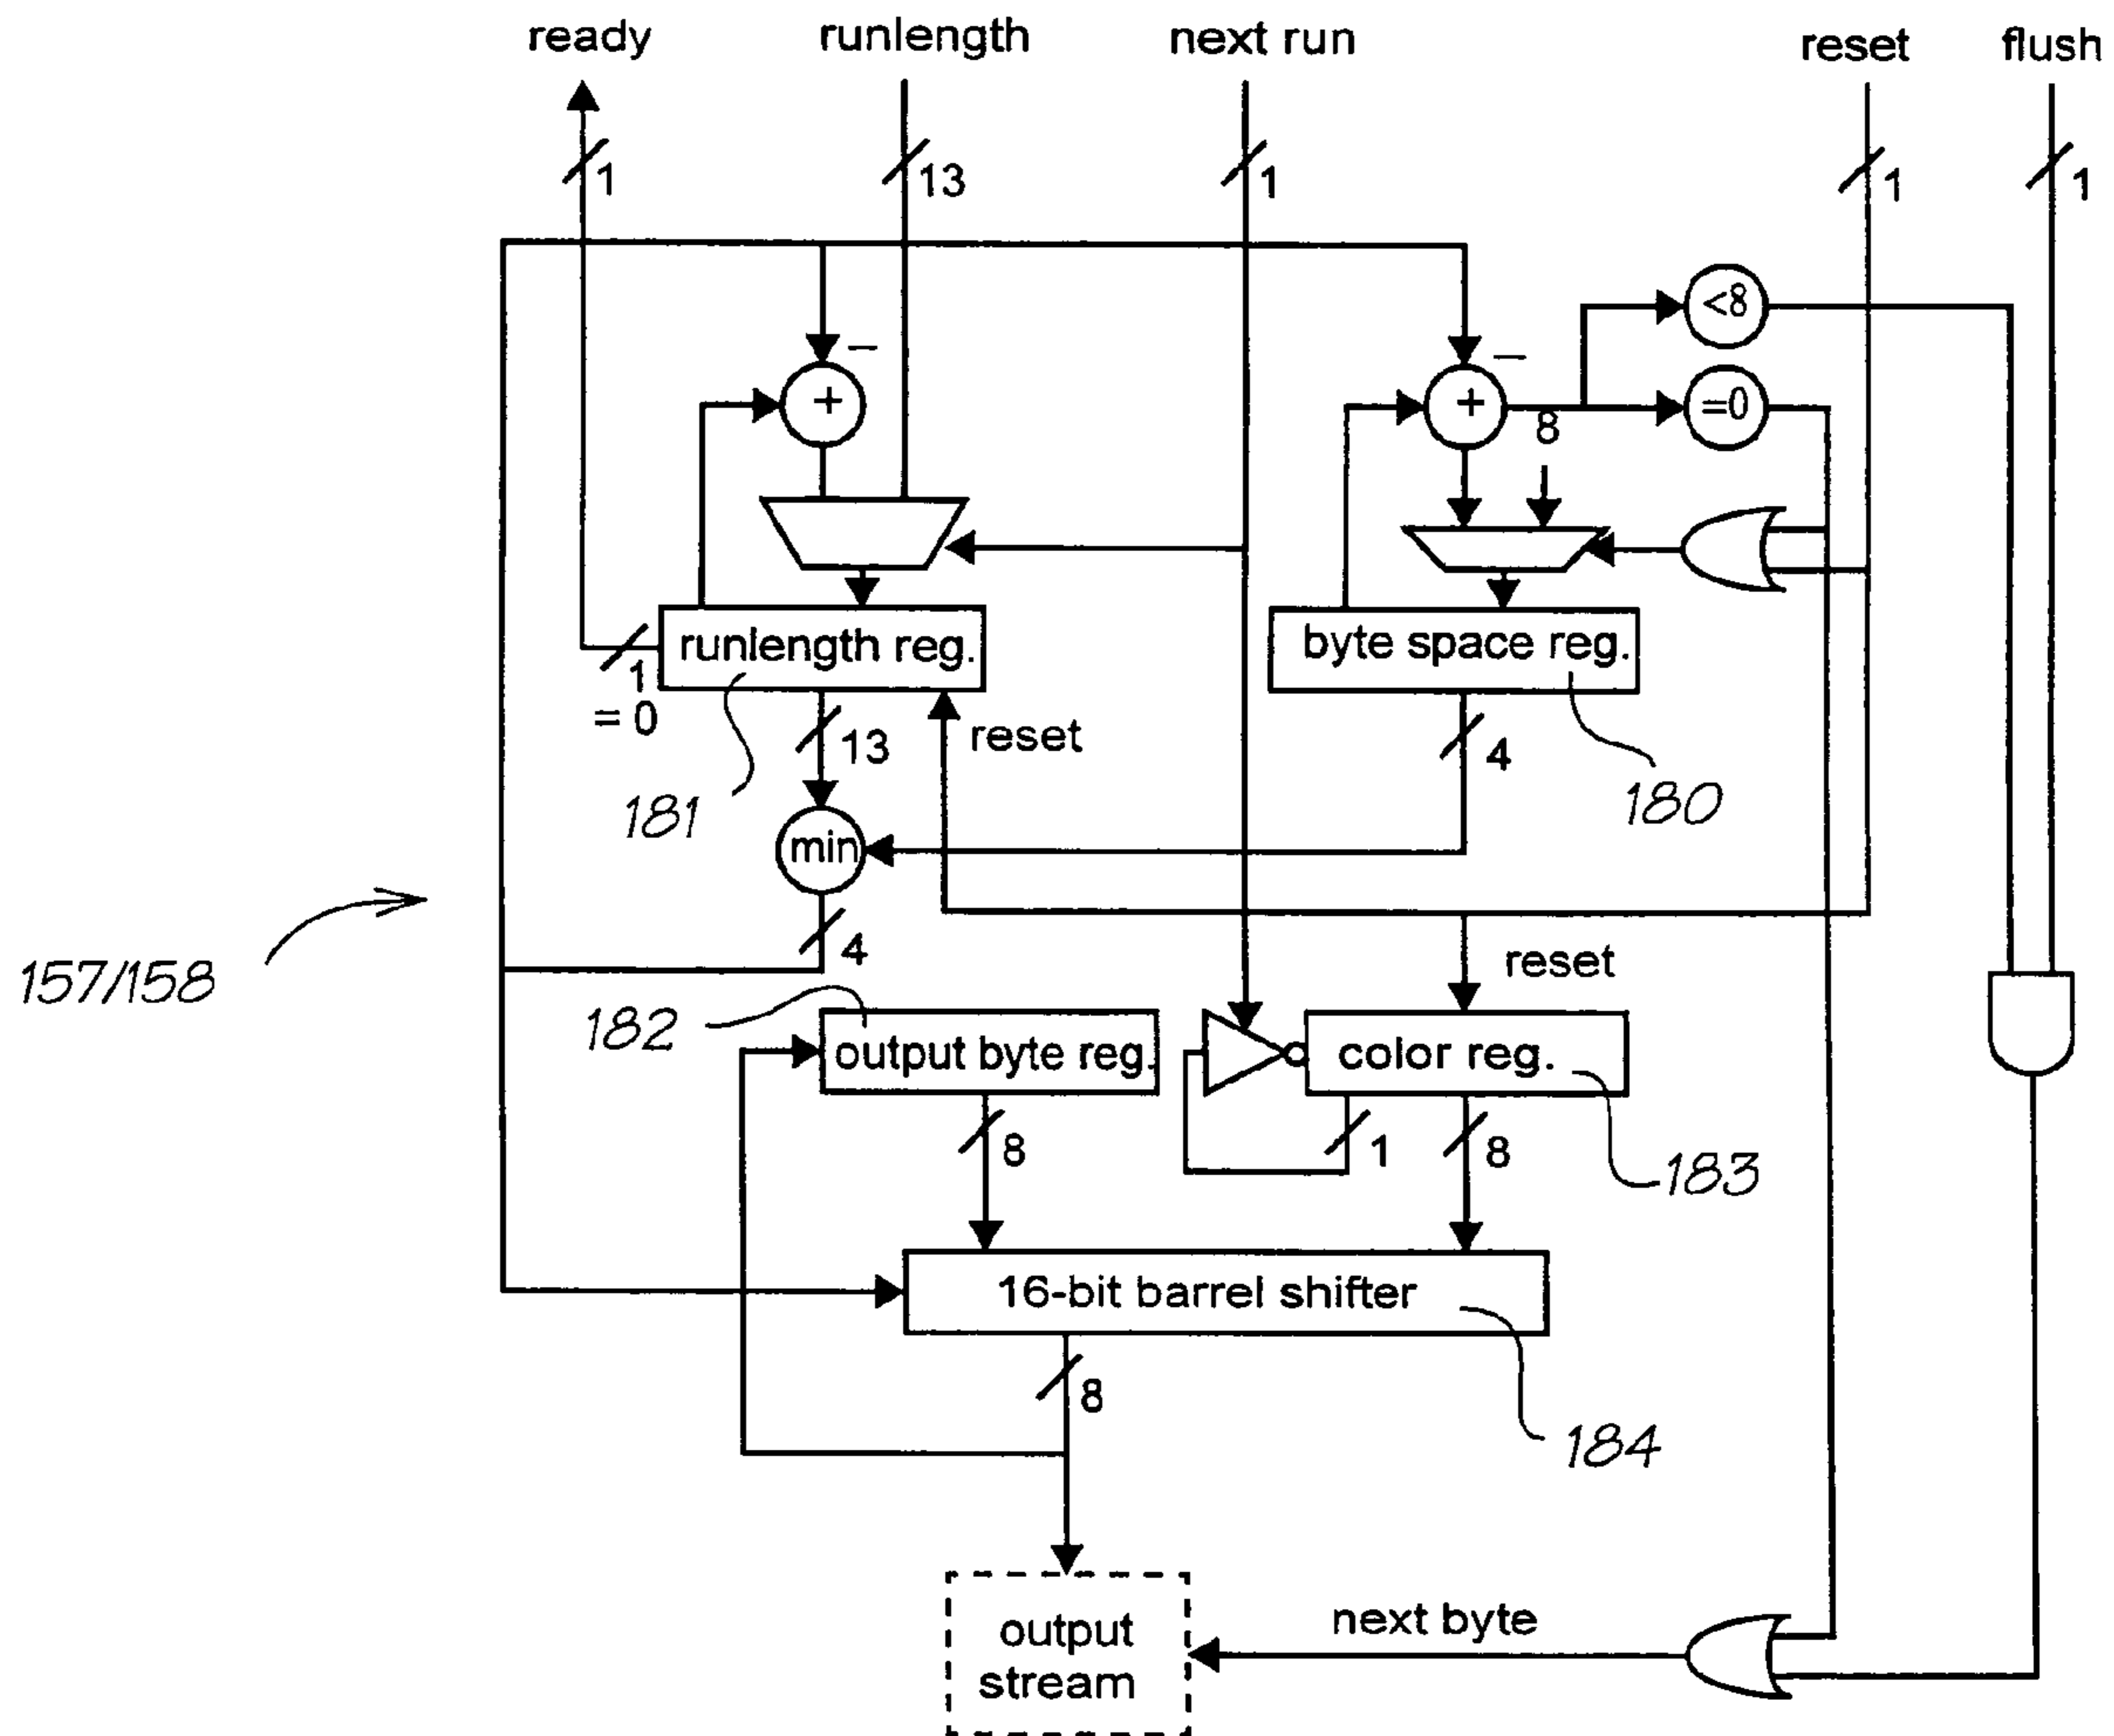 ready
runlength
next run
reset
flush
1
13
1
1
1
<8
−
−
+
+
=0
8
runlength reg.
byte space reg.
1
= 0
13
reset
4
181
180
min
4
157/158
reset
182
output byte reg.
color reg.
8
1
8
183
16-bit barrel shifter
8
184
next byte
output
stream